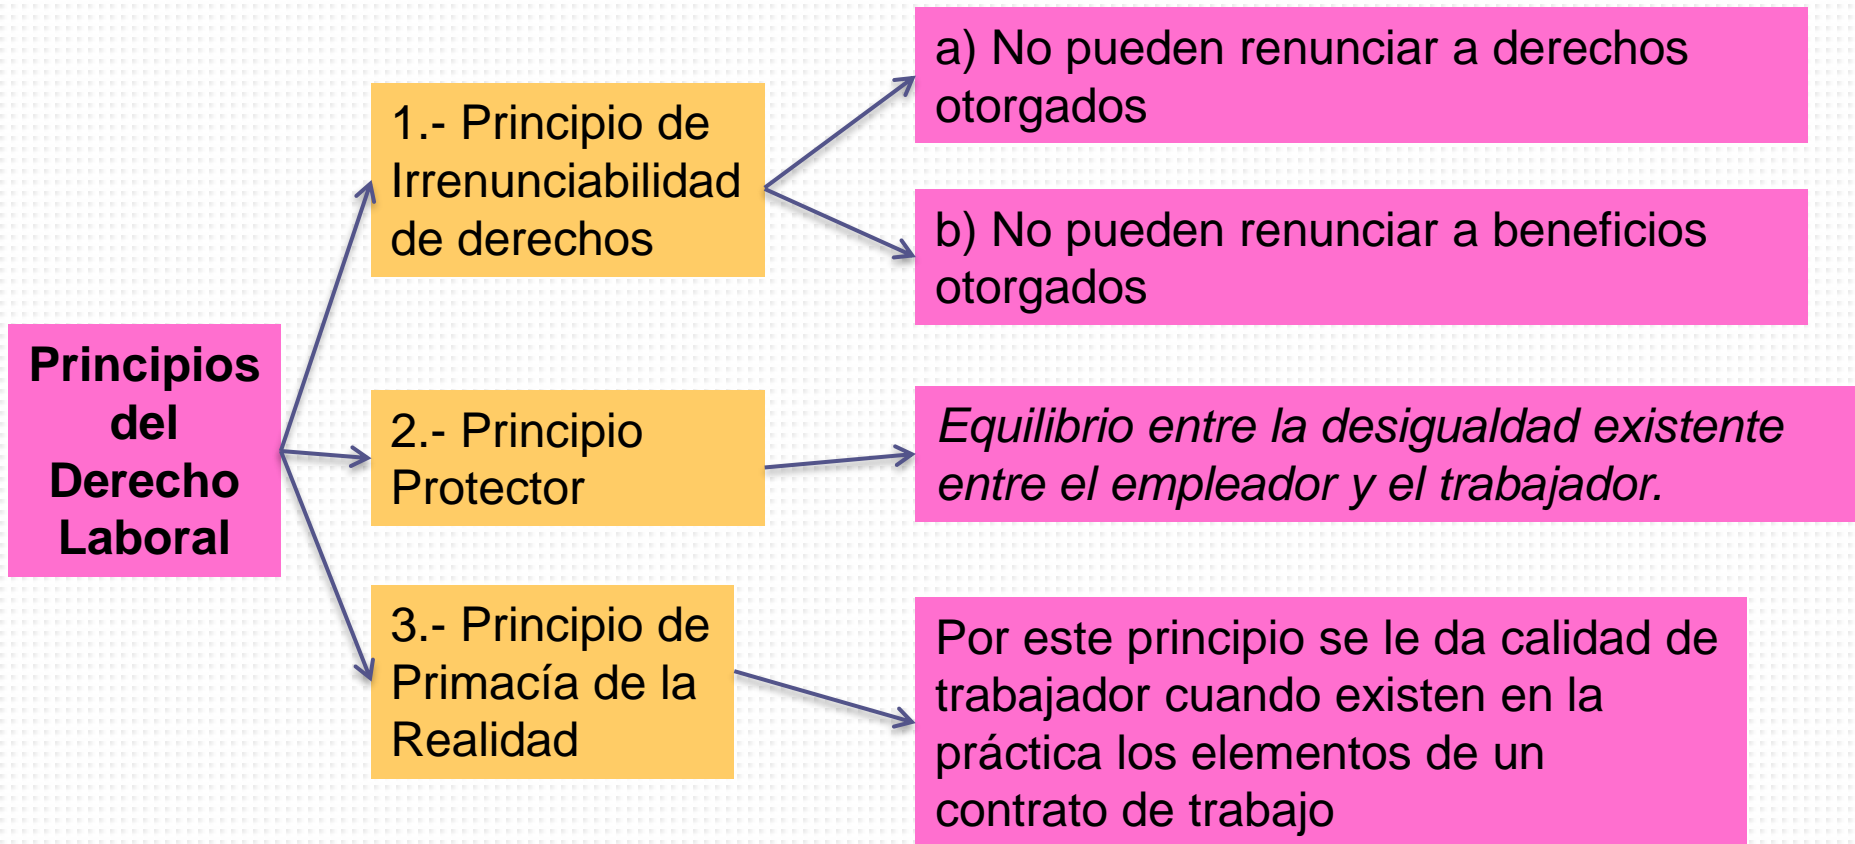 Principios
del
Derecho
Laboral
1.- Principio de
Irrenunciabilidad
de derechos
a) No pueden renunciar a derechos
otorgados
b) No pueden renunciar a beneficios
otorgados
2.- Principio
Protector
Equilibrio entre la desigualdad existente
entre el empleador y el trabajador.
3.- Principio de
Primacía de la
Realidad
Por este principio se le da calidad de
trabajador cuando existen en la
práctica los elementos de un
contrato de trabajo